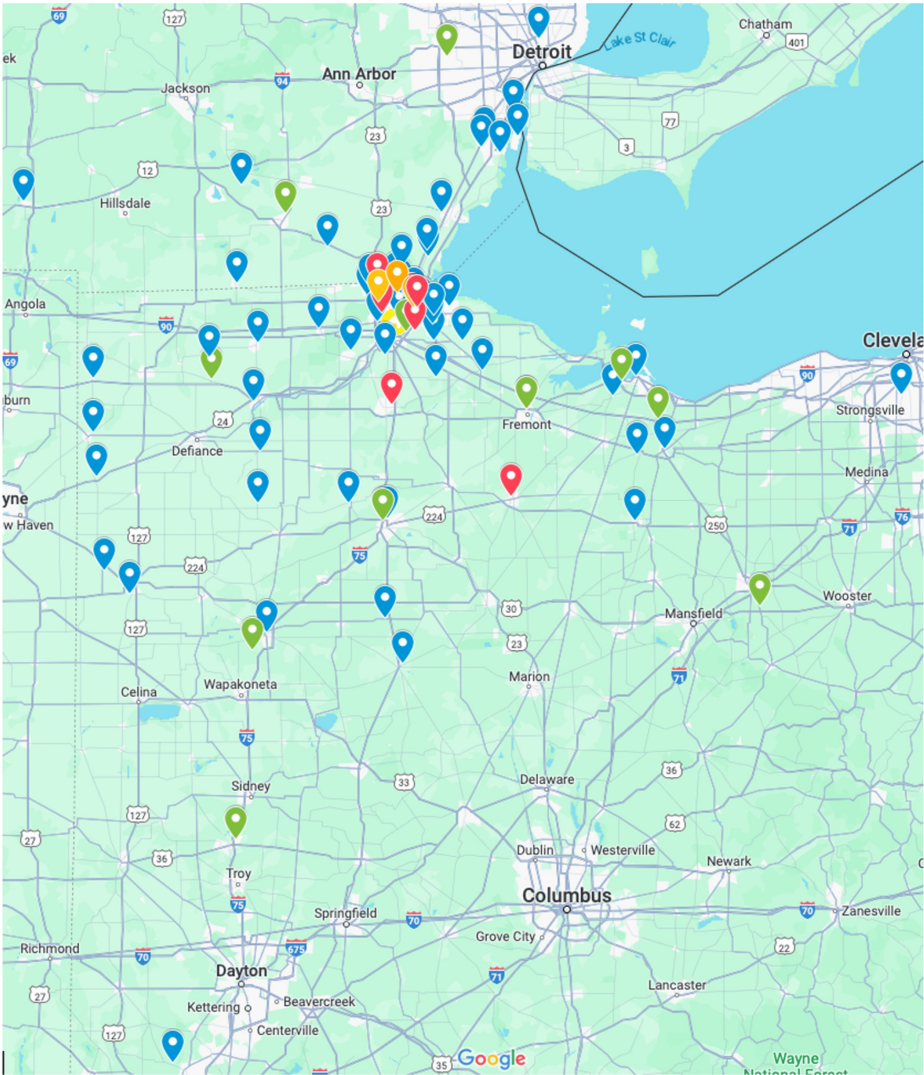 69
127
Chatham
401
Lake St Clair
Detroit
ek
Ann Arbor
94
Jackson
23
77
3
12
Hillsdale
23
Angola
90
69
Clevela
90
burn
Strongsville
24
Fremont
Defiance
Medina
yne
w Haven
224
250
71
76
127
75
224
30
Wooster
Mansfield
127
23
71
Marion
Wapakoneta
Celina
75
Sidney
33
36
Delaware
127
62
27
36
Dublin
Westerville
Newark
Troy
75
Columbus
Springfield
70
70
Zanesville
Grove City
22
Richmond
70
675
71
Dayton
Lancaster
27
Kettering
Beavercreek
127
Centerville
35
Google
Wayne
National Forest